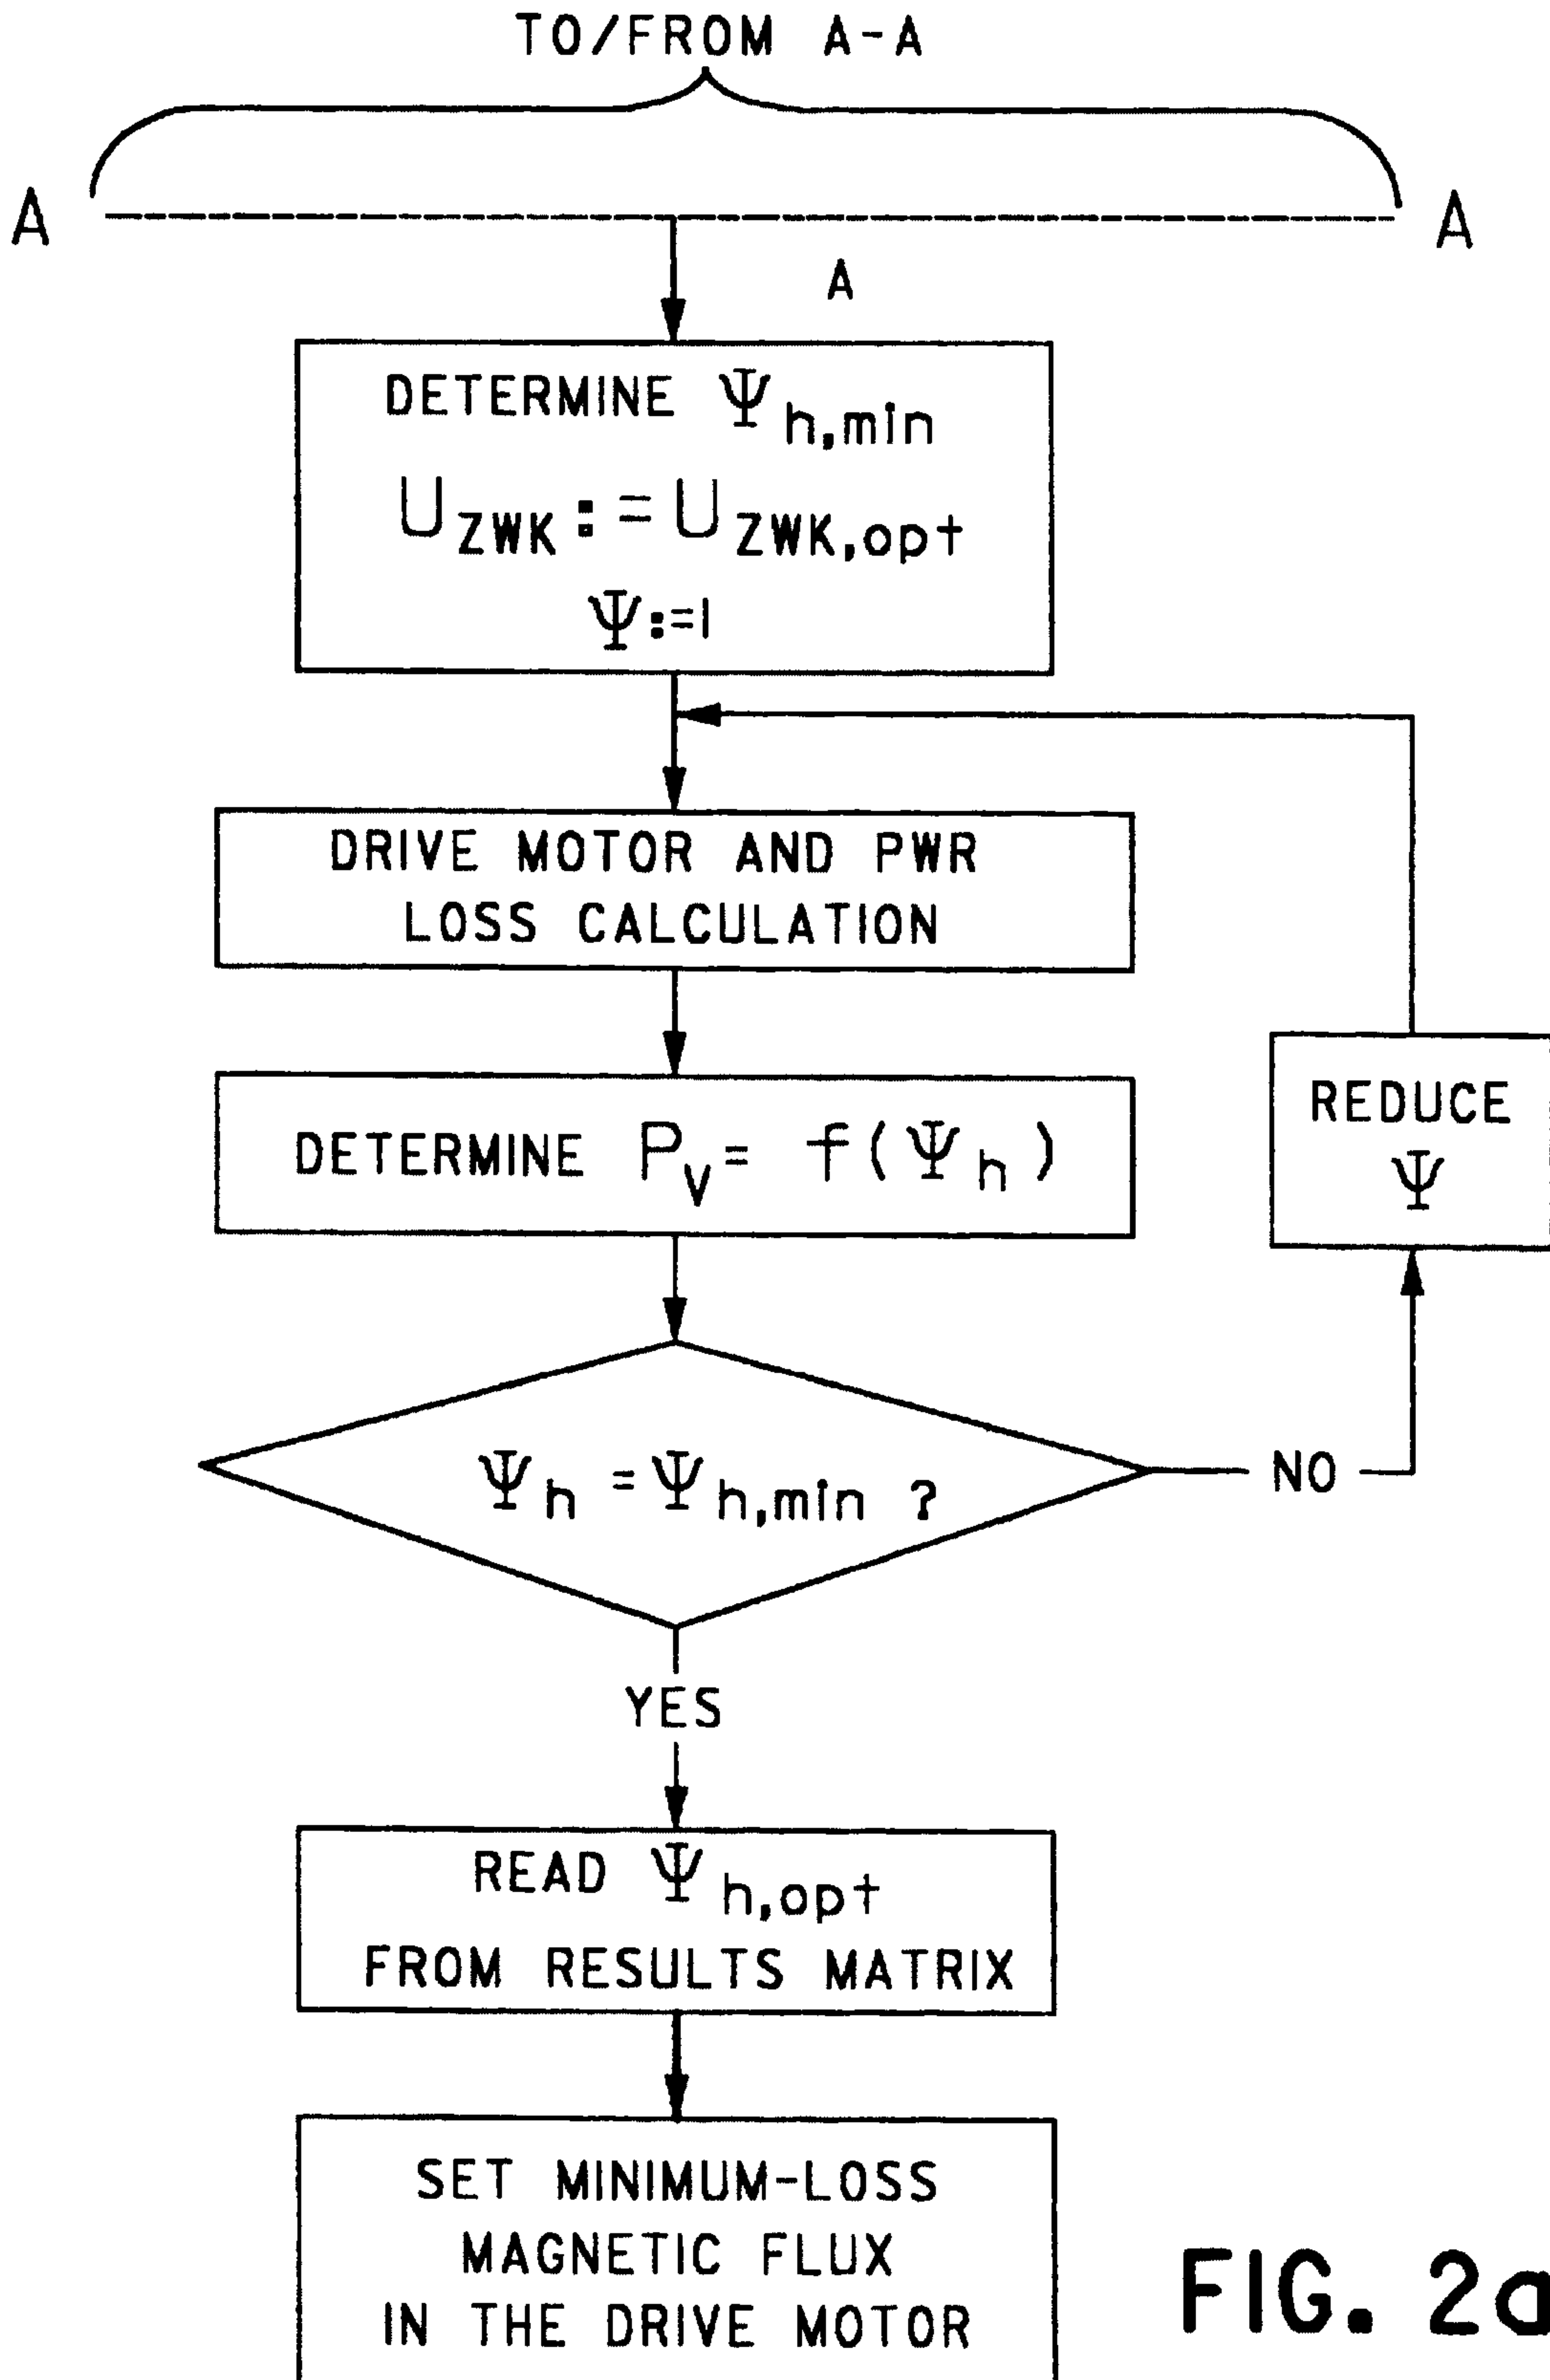 TO/FROM A-A
A A
A
DETERMINE Ψh,min
UZWK := UZWK,opt
Ψ:=1
DRIVE MOTOR AND PWR
LOSS CALCULATION
DETERMINE PV = f(Ψh)
REDUCE
Ψ
Ψh = Ψh,min ?
NO
YES
READ Ψh,opt
FROM RESULTS MATRIX
SET MINIMUM-LOSS
MAGNETIC FLUX
IN THE DRIVE MOTOR
FIG. 2a